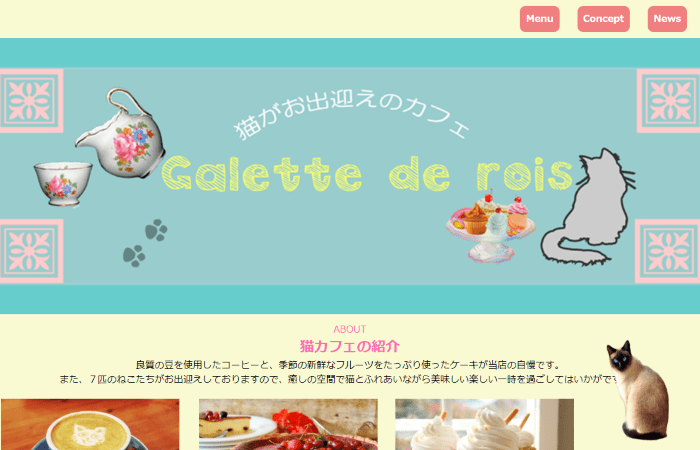 Menu Concept News
猫がお出迎えのカフェ
Galette de rois
ABOUT
猫カフェの紹介
良質の豆を使用したコーヒーと、季節の新鮮なフルーツをたっぷり使ったケーキが当店の自慢です。
また、７匹のねこたちがお出迎えしておりますので、癒しの空間で猫とふれあいながら美味しい楽しい一時を過ごしてはいかがです